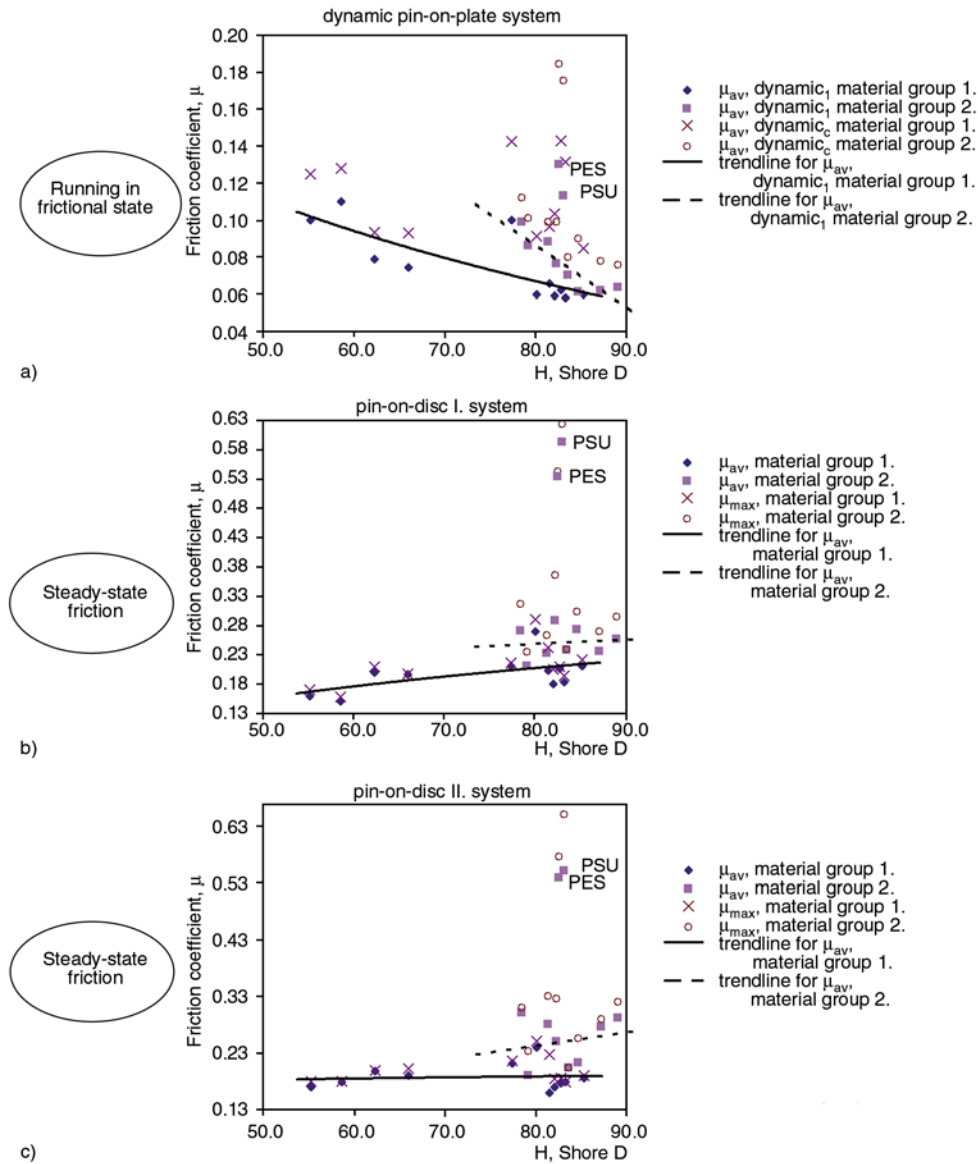 a)
dynamic pin-on-plate system
Running in
frictional state
Friction coefficient, μ
0.20
0.18
0.16
0.14
0.12
0.10
0.08
0.06
0.04
PES
PSU
50.0 60.0 70.0 80.0 90.0
H, Shore D
μav, dynamic1 material group 1.
μav, dynamic1 material group 2.
μav, dynamicc material group 1.
μav, dynamicc material group 2.
trendline for μav,
dynamic1 material group 1.
trendline for μav,
dynamic1 material group 2.
b)
pin-on-disc I. system
Steady-state
friction
Friction coefficient, μ
0.63
0.58
0.53
0.48
0.43
0.38
0.33
0.28
0.23
0.18
0.13
PSU
PES
50.0 60.0 70.0 80.0 90.0
H, Shore D
μav, material group 1.
μav, material group 2.
μmax, material group 1.
μmax, material group 2.
trendline for μav,
material group 1.
trendline for μav,
material group 2.
c)
pin-on-disc II. system
Steady-state
friction
Friction coefficient, μ
0.63
0.53
0.43
0.33
0.23
0.13
PSU
PES
50.0 60.0 70.0 80.0 90.0
H, Shore D
μav, material group 1.
μav, material group 2.
μmax, material group 1.
μmax, material group 2.
trendline for μav,
material group 1.
trendline for μav,
material group 2.